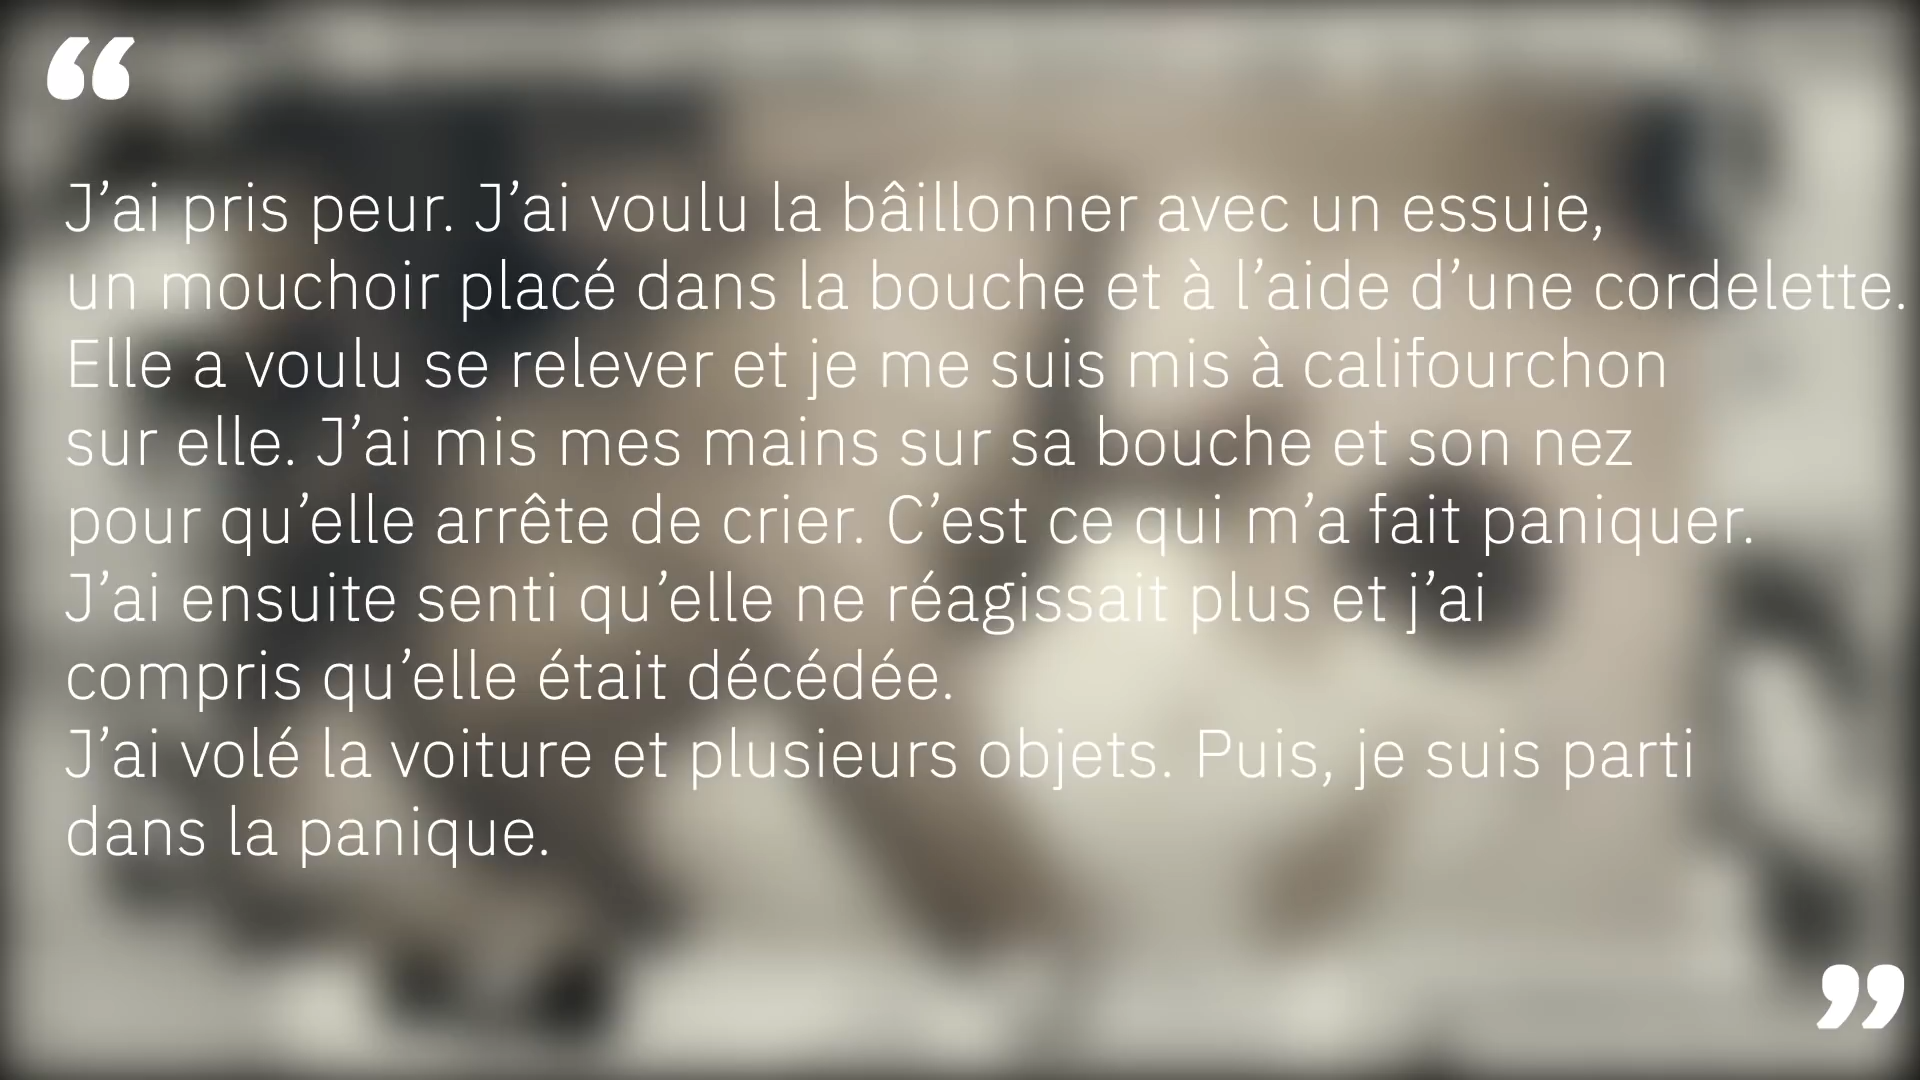 “
J’ai pris peur. J’ai voulu la bâillonner avec un essuie,
un mouchoir placé dans la bouche et à l’aide d’une cordelette.
Elle a voulu se relever et je me suis mis à califourchon
sur elle. J’ai mis mes mains sur sa bouche et son nez
pour qu’elle arrête de crier. C’est ce qui m’a fait paniquer.
J’ai ensuite senti qu’elle ne réagissait plus et j’ai
compris qu’elle était décédée.
J’ai volé la voiture et plusieurs objets. Puis, je suis parti
dans la panique.
”